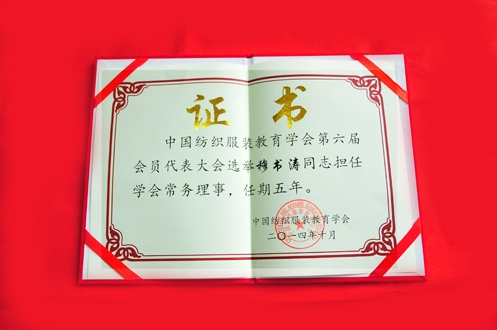 证 书
中国纺织服装教育学会第六届
会员代表大会选举穆书涛同志担任
学会常务理事，任期五年。
中国纺织服装教育学会
二〇一四年十月